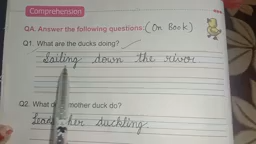 Comprehension
QA. Answer the following questions. (On Book)
Q1. What are the ducks doing?
Sailing down the river.
Q2. What d mother duck do?
Leads her duckling.